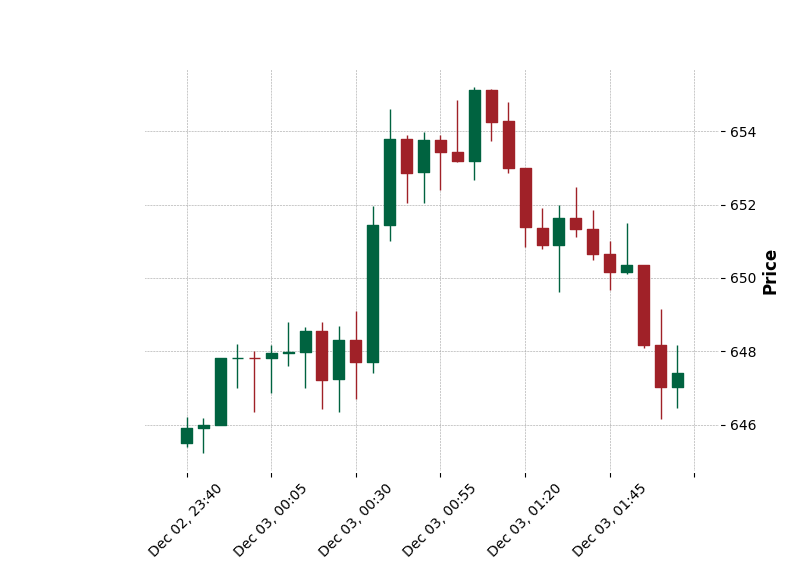 654
652
650
648
646
Price
Dec 02, 23:40
Dec 03, 00:05
Dec 03, 00:30
Dec 03, 00:55
Dec 03, 01:20
Dec 03, 01:45